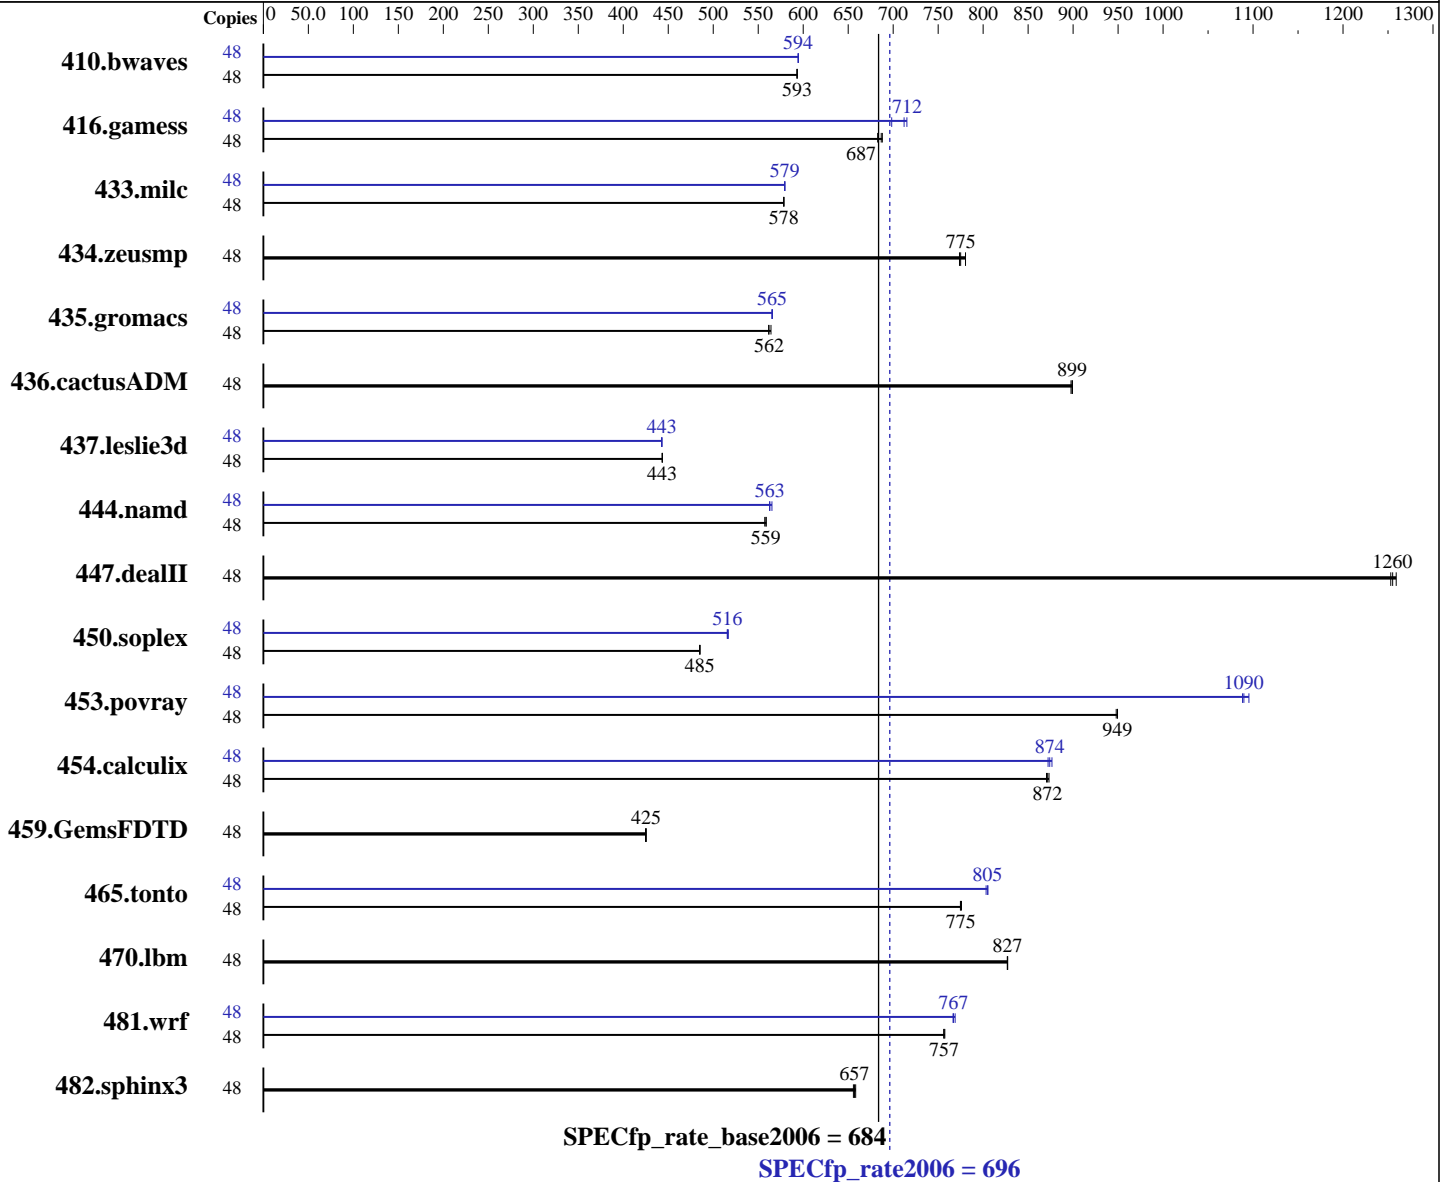 Copies 0 50.0 100 150 200 250 300 350 400 450 500 550 600 650 700 750 800 850 900 950 1000 1100 1200 1300
410.bwaves 48 594
48 593
416.gamess 48 712
48 687
433.milc 48 579
48 578
434.zeusmp 48 775
435.gromacs 48 565
48 562
436.cactusADM 48 899
437.leslie3d 48 443
48 443
444.namd 48 563
48 559
447.dealII 48 1260
450.soplex 48 516
48 485
453.povray 48 1090
48 949
454.calculix 48 874
48 872
459.GemsFDTD 48 425
465.tonto 48 805
48 775
470.lbm 48 827
481.wrf 48 767
48 757
482.sphinx3 48 657
SPECfp_rate_base2006 = 684
SPECfp_rate2006 = 696